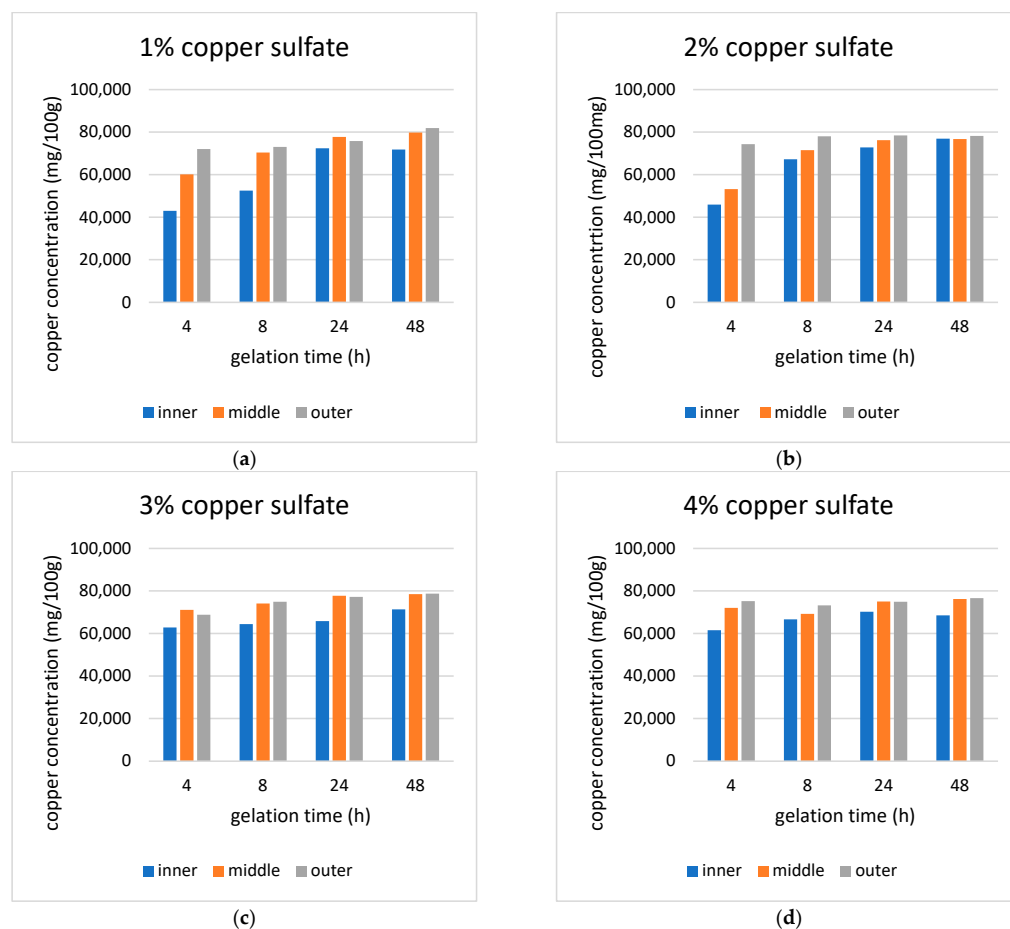 1% copper sulfate
100,000
80,000
60,000
40,000
20,000
0
copper concentration (mg/100g)
4 8 24 48
gelation time (h)
inner middle outer
(a)
2% copper sulfate
100,000
80,000
60,000
40,000
20,000
0
copper concentrtion (mg/100mg)
4 8 24 48
gelation time (h)
inner middle outer
(b)
3% copper sulfate
100,000
80,000
60,000
40,000
20,000
0
copper concentration (mg/100g)
4 8 24 48
gelation time (h)
inner middle outer
(c)
4% copper sulfate
100,000
80,000
60,000
40,000
20,000
0
copper concentration (mg/100g)
4 8 24 48
gelation time (h)
inner middle outer
(d)